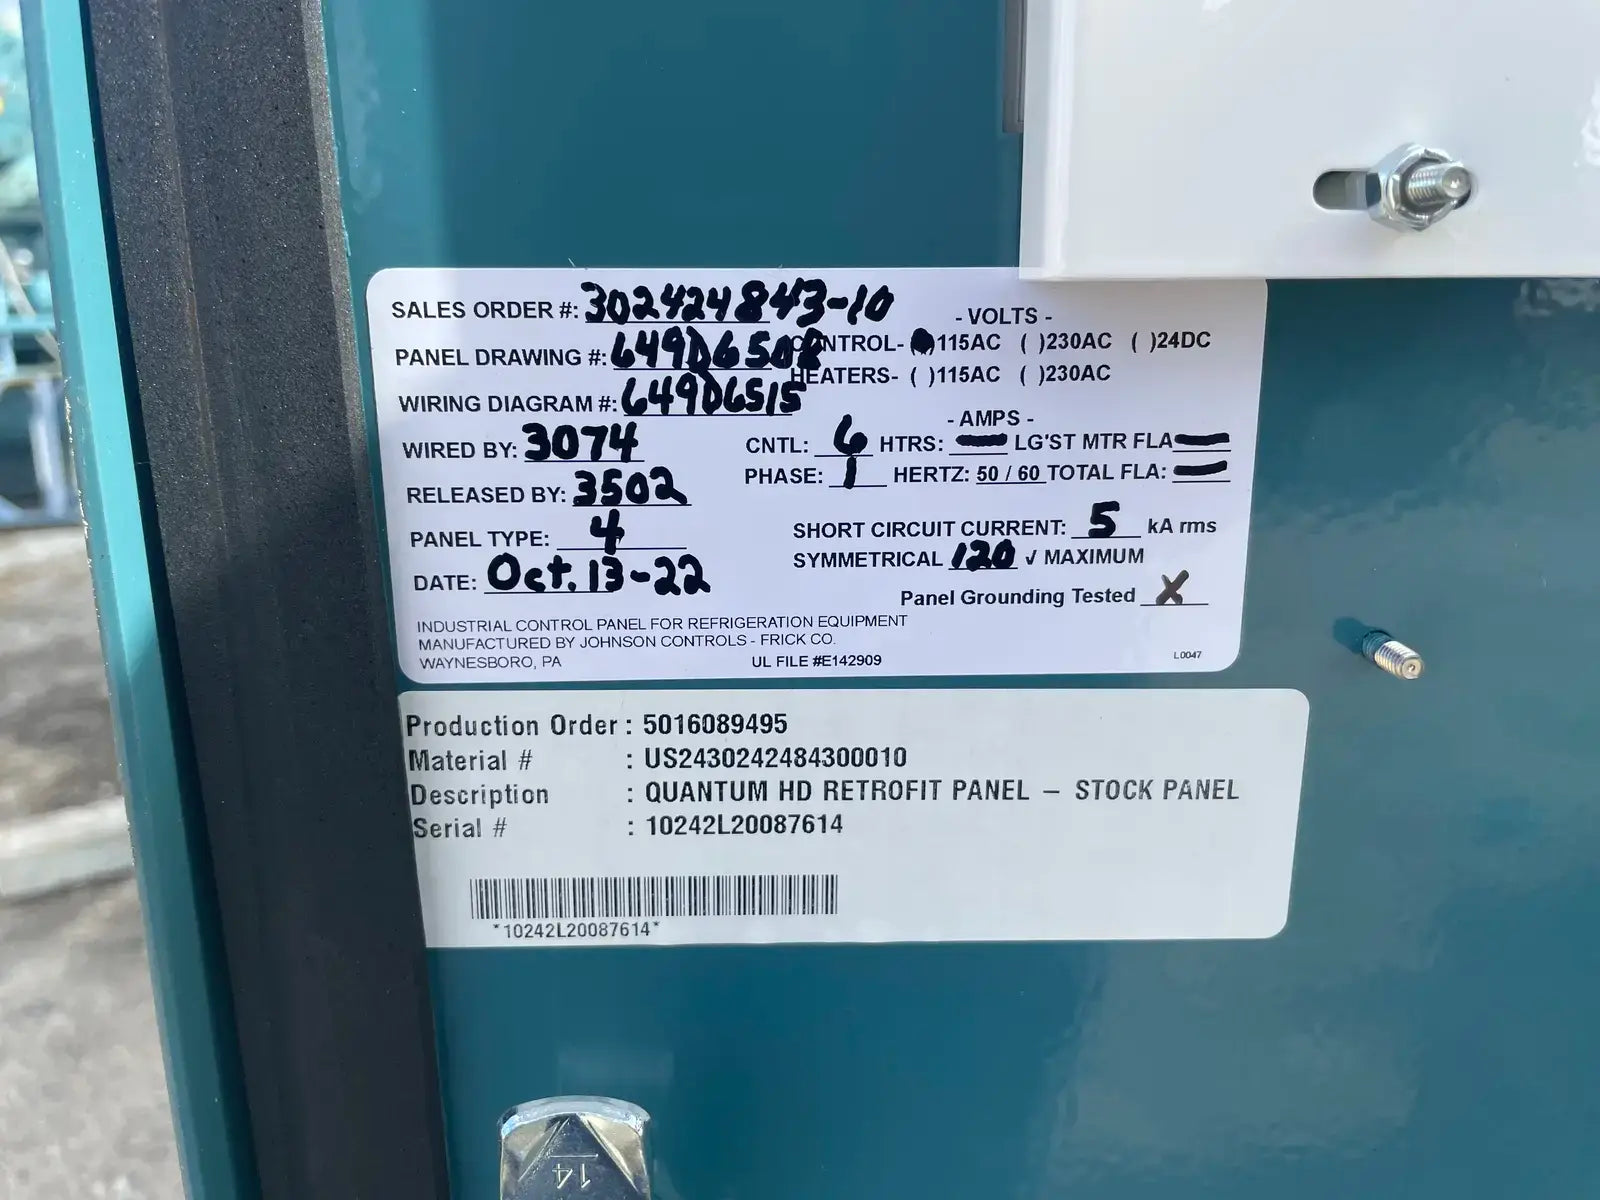 SALES ORDER #: 302424843-10
- VOLTS -
PANEL DRAWING #: 649D6502
CONTROL- ( )115AC ( )230AC ( )24DC
HEATERS- ( )115AC ( )230AC
WIRING DIAGRAM #: 649D6515
- AMPS -
WIRED BY: 3074
CNTL: 6 HTRS: LG'ST MTR FLA
PHASE: 1 HERTZ: 50 / 60 TOTAL FLA:
RELEASED BY: 3502
PANEL TYPE: 4
SHORT CIRCUIT CURRENT: 5 kA rms
SYMMETRICAL 120 √ MAXIMUM
DATE: Oct. 13-22
Panel Grounding Tested X
INDUSTRIAL CONTROL PANEL FOR REFRIGERATION EQUIPMENT
MANUFACTURED BY JOHNSON CONTROLS - FRICK CO.
WAYNESBORO, PA UL FILE #E142909 L0047
Production Order : 5016089495
Material # : US2430242484300010
Description : QUANTUM HD RETROFIT PANEL – STOCK PANEL
Serial # : 10242L20087614
*10242L20087614*
14